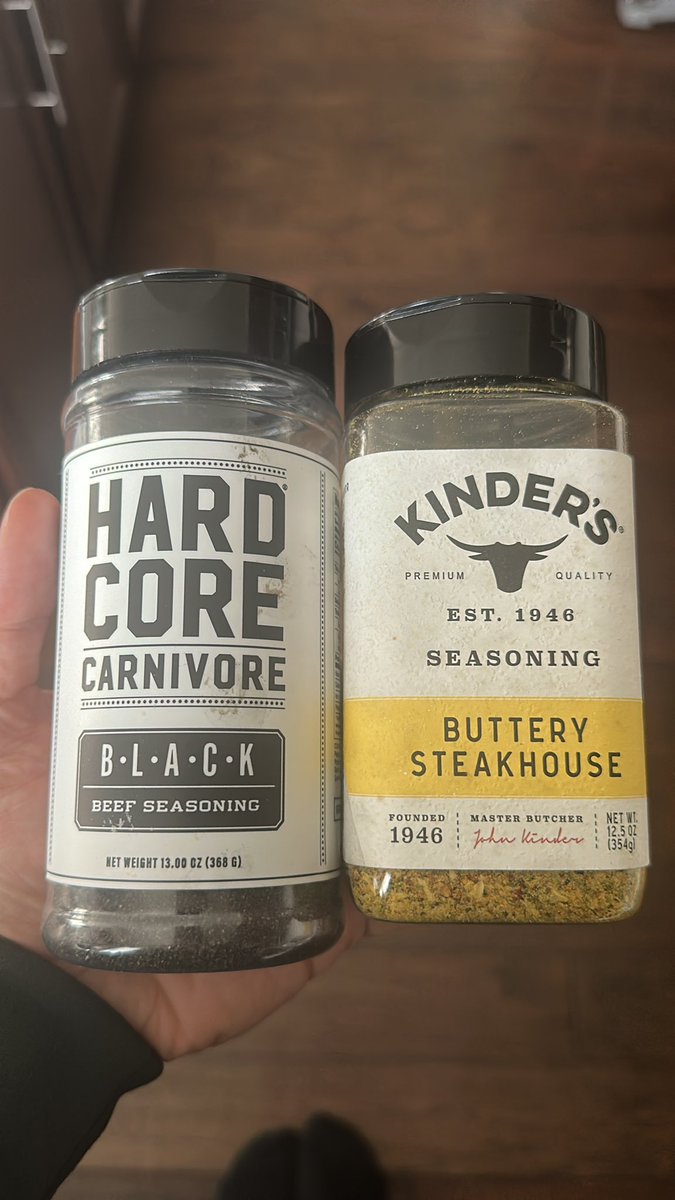 HARD
CORE
CARNIVORE
B•L•A•C•K
BEEF SEASONING
NET WEIGHT 13.00 OZ (368 G)
KINDER'S®
PREMIUM QUALITY
EST. 1946
SEASONING
BUTTERY
STEAKHOUSE
FOUNDED
1946
MASTER BUTCHER
John Kinder
NET WT.
12.5 OZ
(354g)